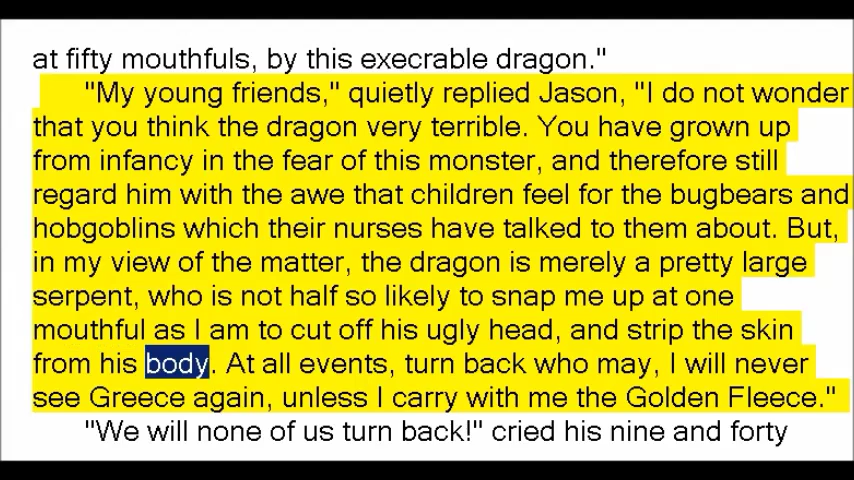 at fifty mouthfuls, by this execrable dragon."
"My young friends," quietly replied Jason, "I do not wonder
that you think the dragon very terrible. You have grown up
from infancy in the fear of this monster, and therefore still
regard him with the awe that children feel for the bugbears and
hobgoblins which their nurses have talked to them about. But,
in my view of the matter, the dragon is merely a pretty large
serpent, who is not half so likely to snap me up at one
mouthful as I am to cut off his ugly head, and strip the skin
from his body. At all events, turn back who may, I will never
see Greece again, unless I carry with me the Golden Fleece."
"We will none of us turn back!" cried his nine and forty